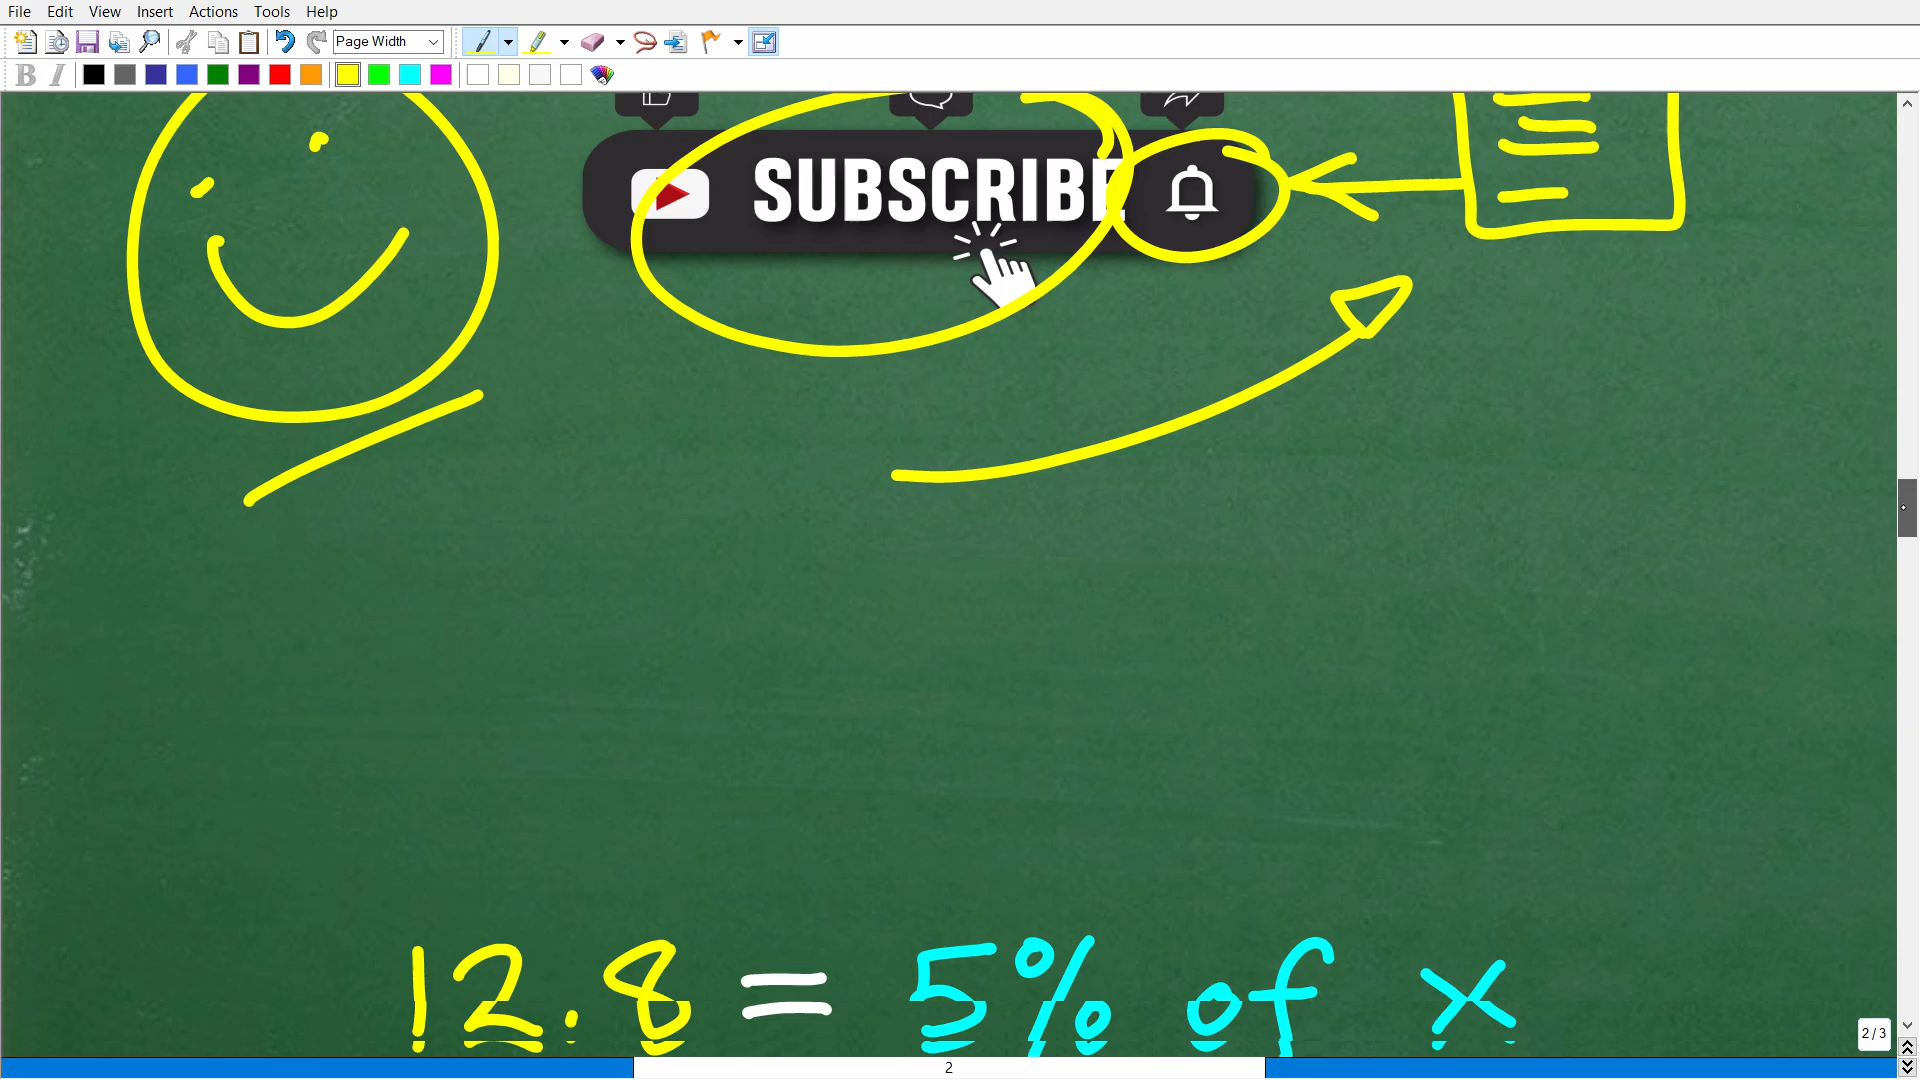 File Edit View Insert Actions Tools Help
Page Width
B I
SUBSCRIBE
12.8 = 5% of x
2/3
2